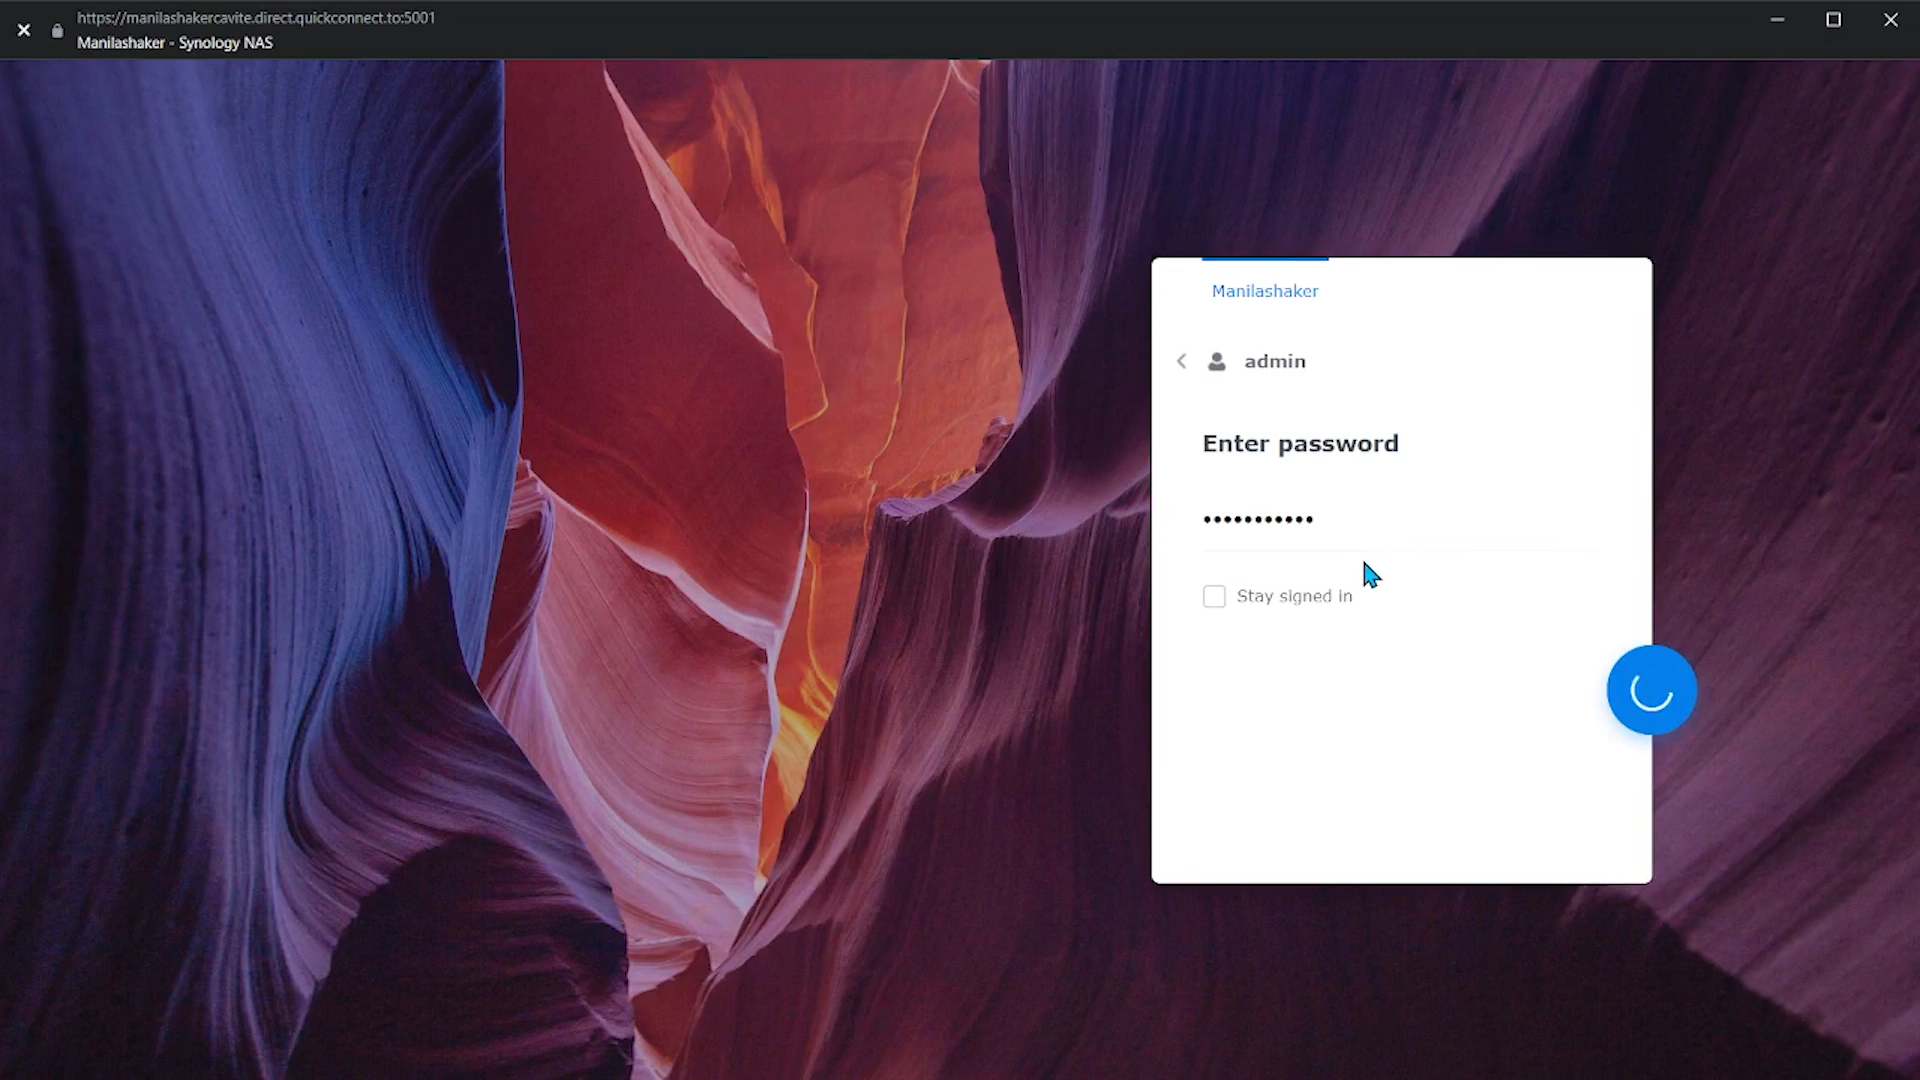 https://manilashakercavite.direct.quickconnect.to:5001
Manilashaker - Synology NAS
Manilashaker
admin
Enter password
Stay signed in